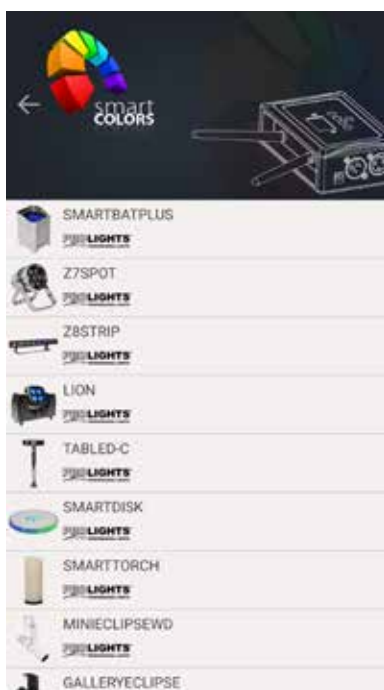 smart
COLORS
SMARTBATPLUS
PROLIGHTS
Z7SPOT
PROLIGHTS
Z8STRIP
PROLIGHTS
LION
PROLIGHTS
TABLED-C
PROLIGHTS
SMARTDISK
PROLIGHTS
SMARTTORCH
PROLIGHTS
MINIECLIPSEWD
PROLIGHTS
GALLERYECLIPSE